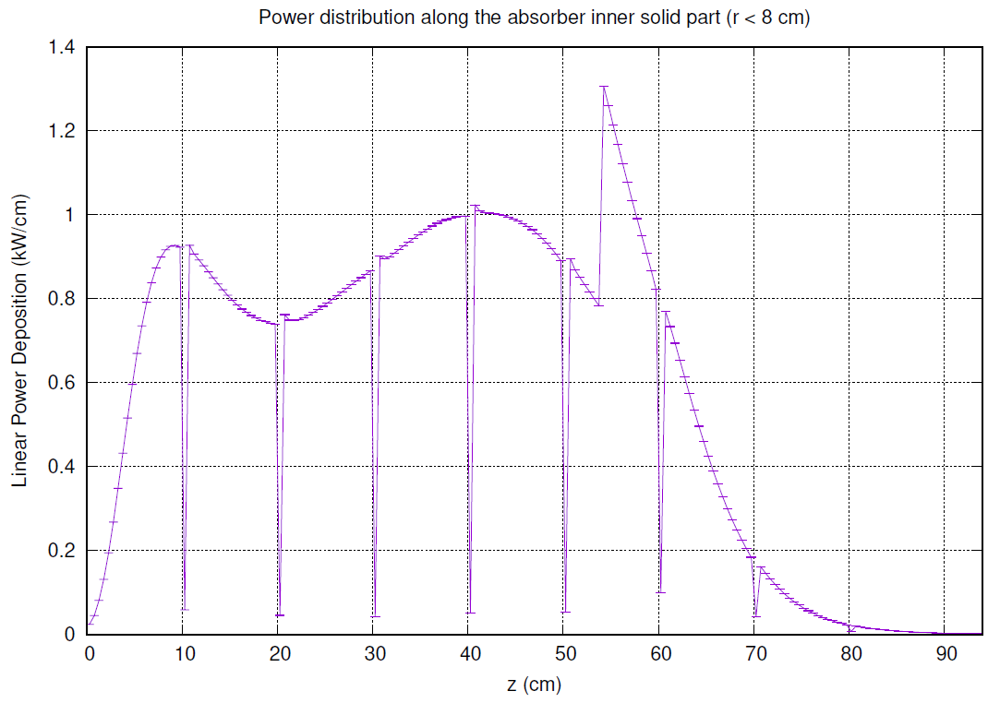 Power distribution along the absorber inner solid part (r < 8 cm)
1.4
1.2
1
0.8
0.6
0.4
0.2
0
Linear Power Deposition (kW/cm)
0 10 20 30 40 50 60 70 80 90
z (cm)